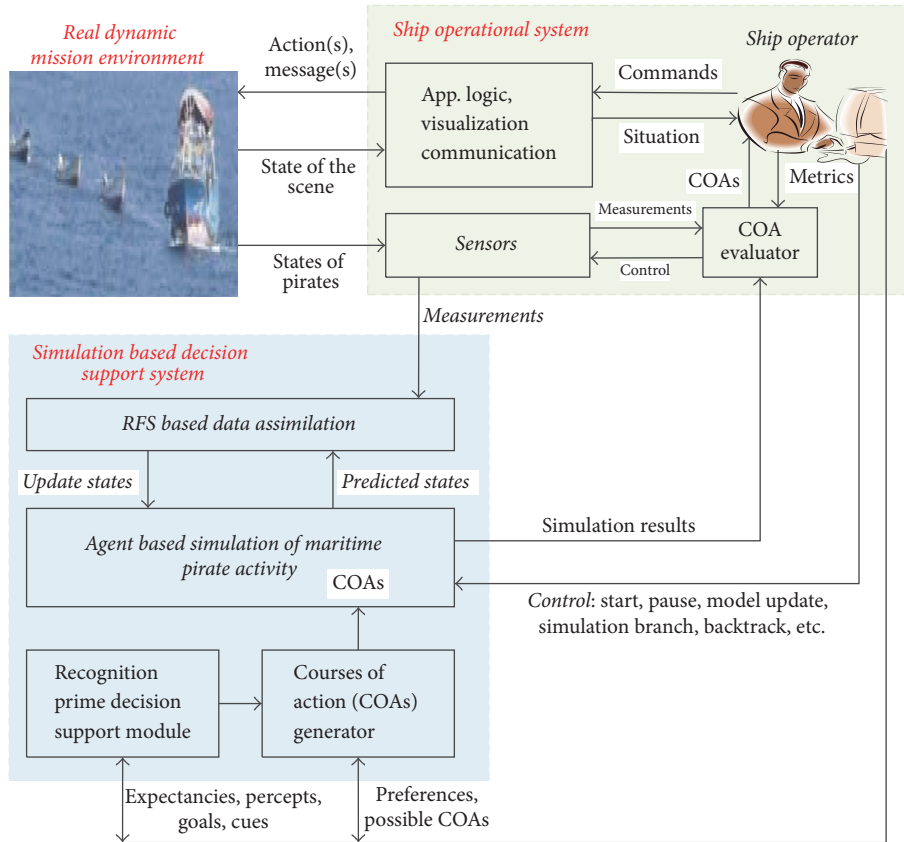 Real dynamic
mission environment
Action(s),
message(s)
State of the
scene
States of
pirates
Ship operational system
Ship operator
App. logic,
visualization
communication
Commands
Situation
COAs
Metrics
Sensors
Measurements
Control
COA
evaluator
Measurements
Simulation based decision
support system
RFS based data assimilation
Update states
Predicted states
Agent based simulation of maritime
pirate activity
COAs
Simulation results
Control: start, pause, model update,
simulation branch, backtrack, etc.
Recognition
prime decision
support module
Courses of
action (COAs)
generator
Expectancies, percepts,
goals, cues
Preferences,
possible COAs